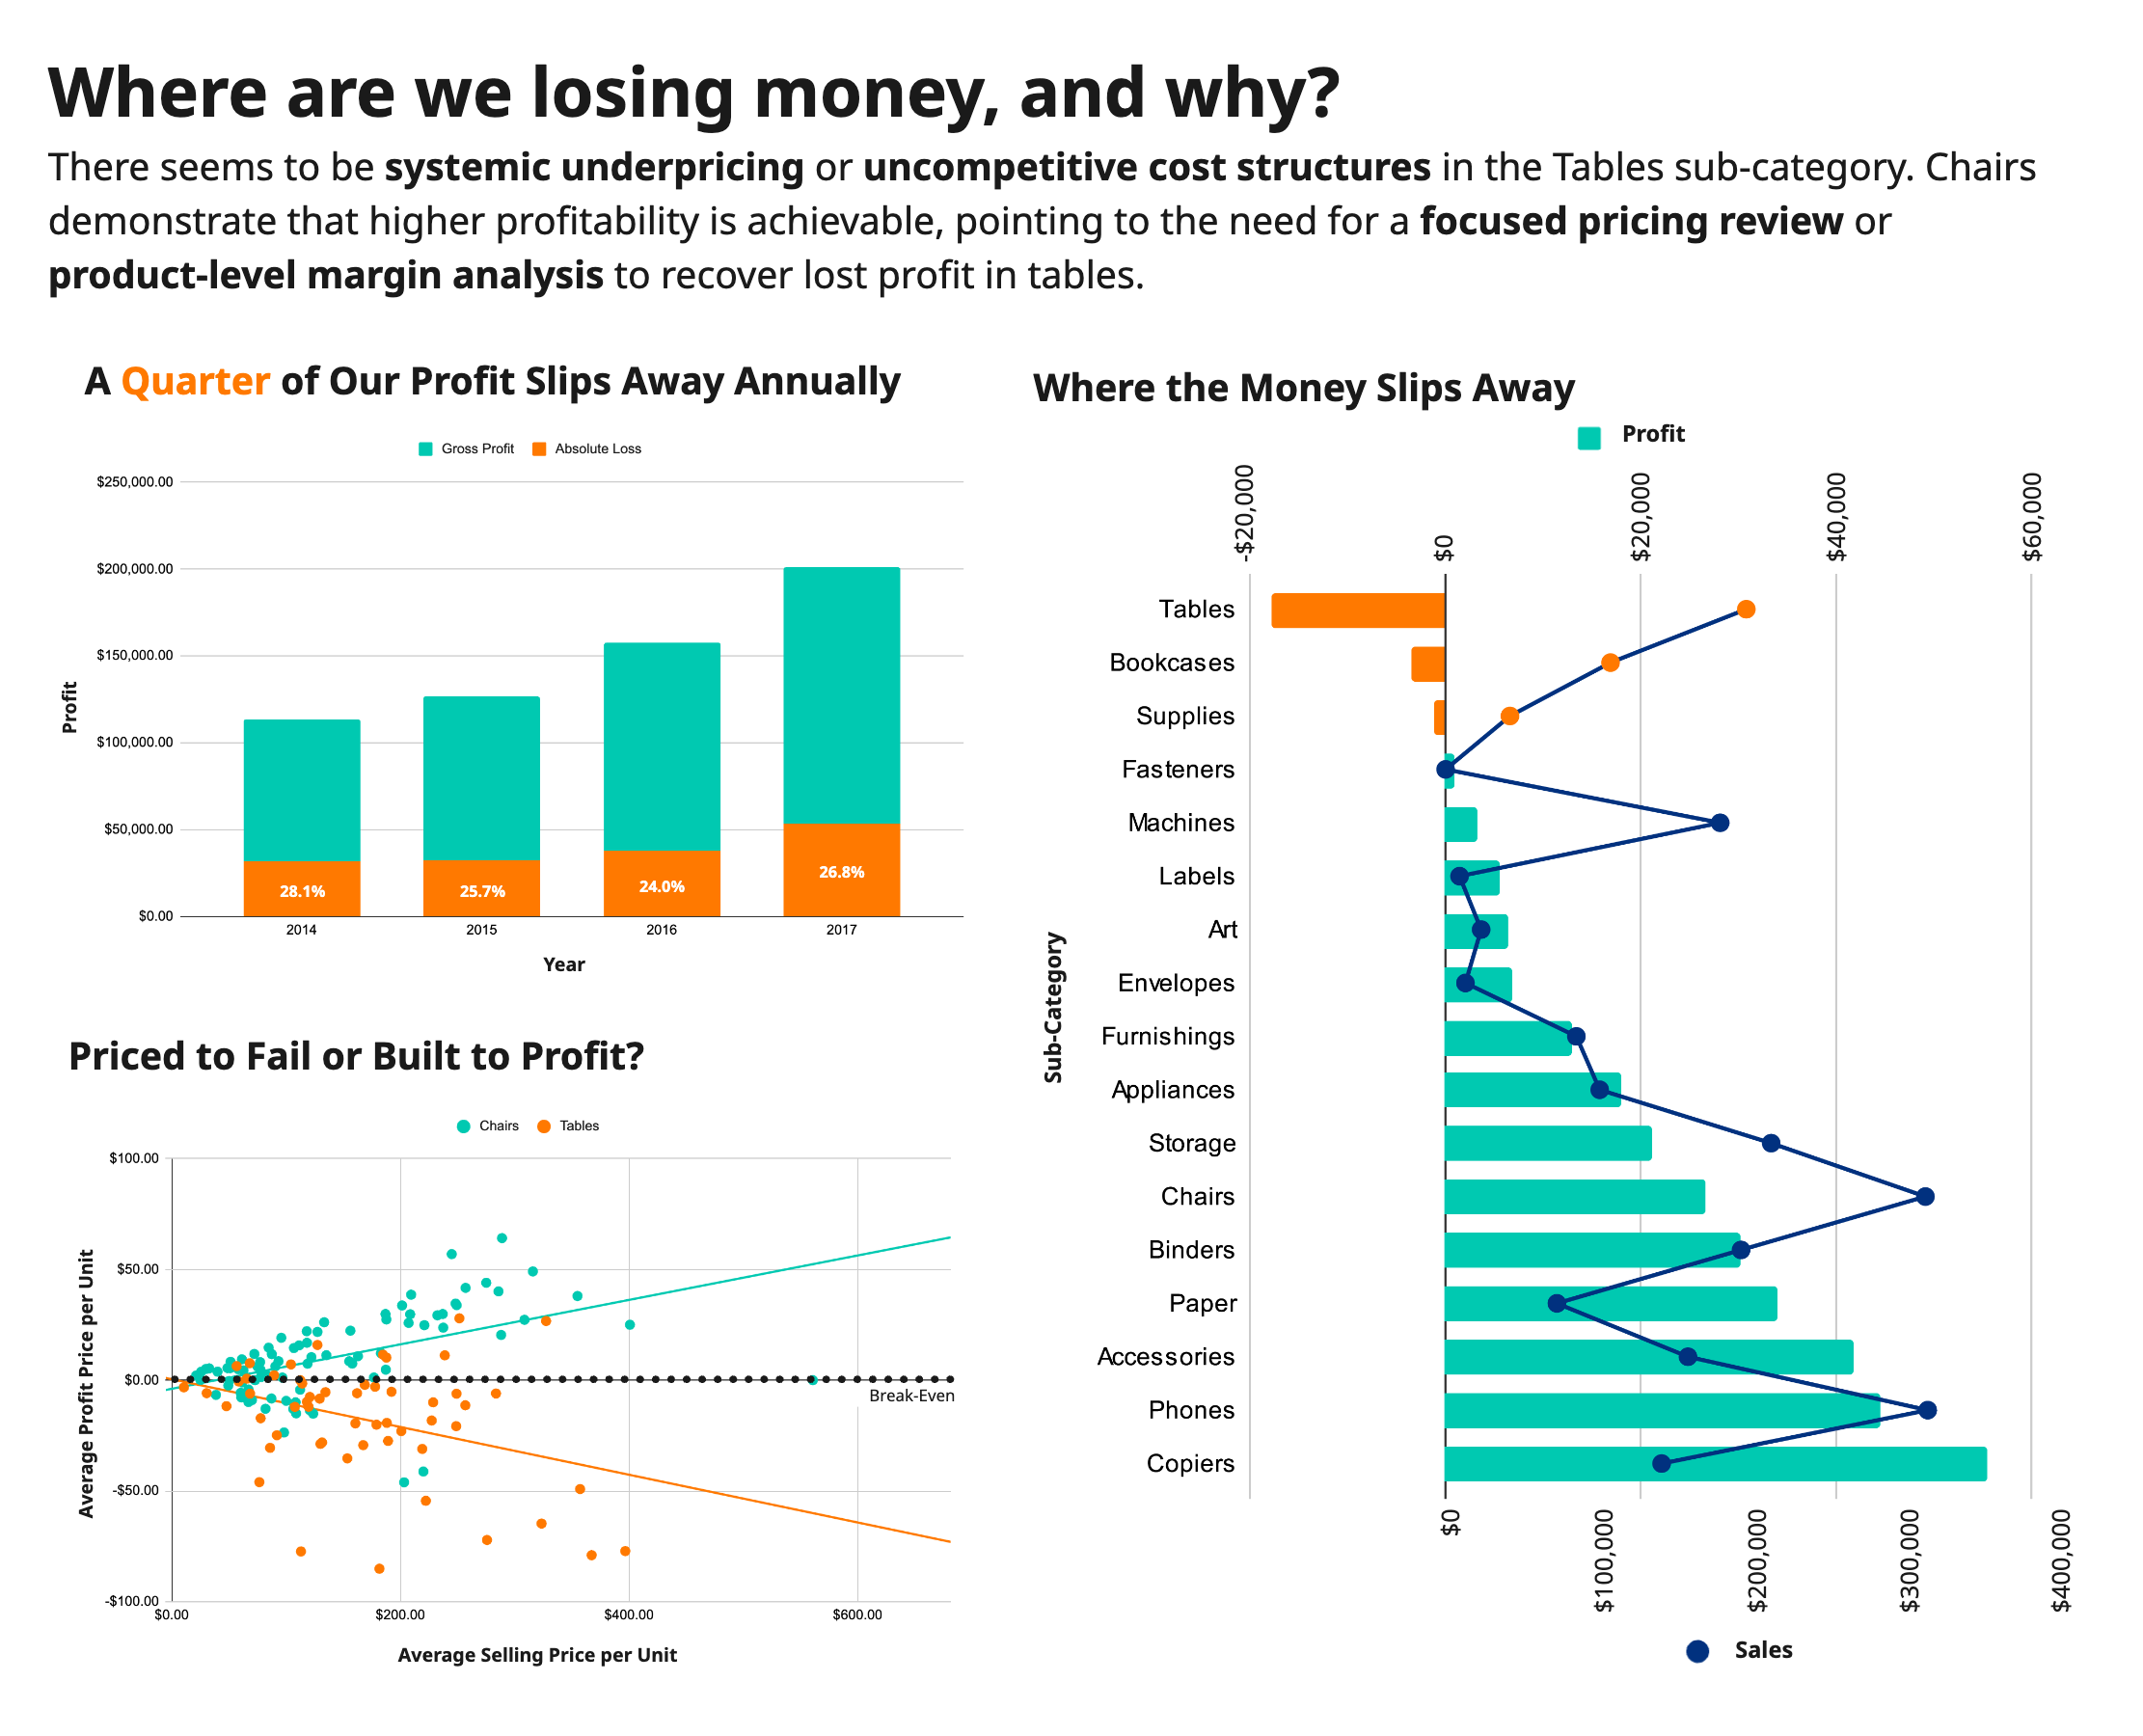 Where are we losing money, and why?
There seems to be systemic underpricing or uncompetitive cost structures in the Tables sub-category. Chairs
demonstrate that higher profitability is achievable, pointing to the need for a focused pricing review or
product-level margin analysis to recover lost profit in tables.
A Quarter of Our Profit Slips Away Annually
Gross Profit
Absolute Loss
$250,000.00
$200,000.00
$150,000.00
$100,000.00
$50,000.00
$0.00
Profit
28.1%
25.7%
24.0%
26.8%
2014
2015
2016
2017
Year
Priced to Fail or Built to Profit?
Chairs
Tables
$100.00
$50.00
$0.00
-$50.00
-$100.00
Average Profit Price per Unit
Break-Even
$0.00
$200.00
$400.00
$600.00
Average Selling Price per Unit
Where the Money Slips Away
Profit
-$20,000
$0
$20,000
$40,000
$60,000
Sub-Category
Tables
Bookcases
Supplies
Fasteners
Machines
Labels
Art
Envelopes
Furnishings
Appliances
Storage
Chairs
Binders
Paper
Accessories
Phones
Copiers
$0
$100,000
$200,000
$300,000
$400,000
Sales